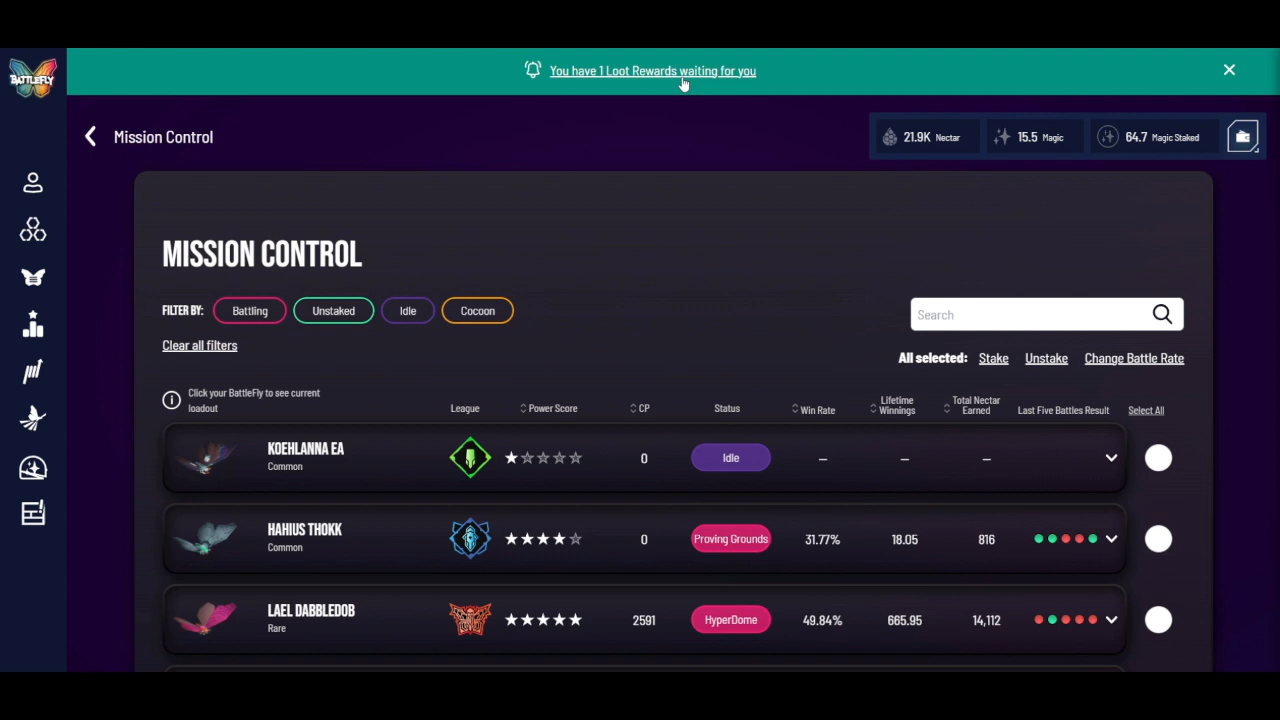 BATTLEFLY
You have 1 Loot Rewards waiting for you
Mission Control
21.9K Nectar
15.5 Magic
64.7 Magic Staked
MISSION CONTROL
FILTER BY: Battling Unstaked Idle Cocoon
Search
Clear all filters
All selected: Stake Unstake Change Battle Rate
Click your BattleFly to see current
loadout
League Power Score CP Status Win Rate Lifetime Winnings Total Nectar Earned Last Five Battles Result Select All
KOEHLANNA EA
Common
0 Idle – – –
HAHIUS THOKK
Common
0 Proving Grounds 31.77% 18.05 816
LAEL DABBLEDOB
Rare
2591 HyperDome 49.84% 665.95 14,112